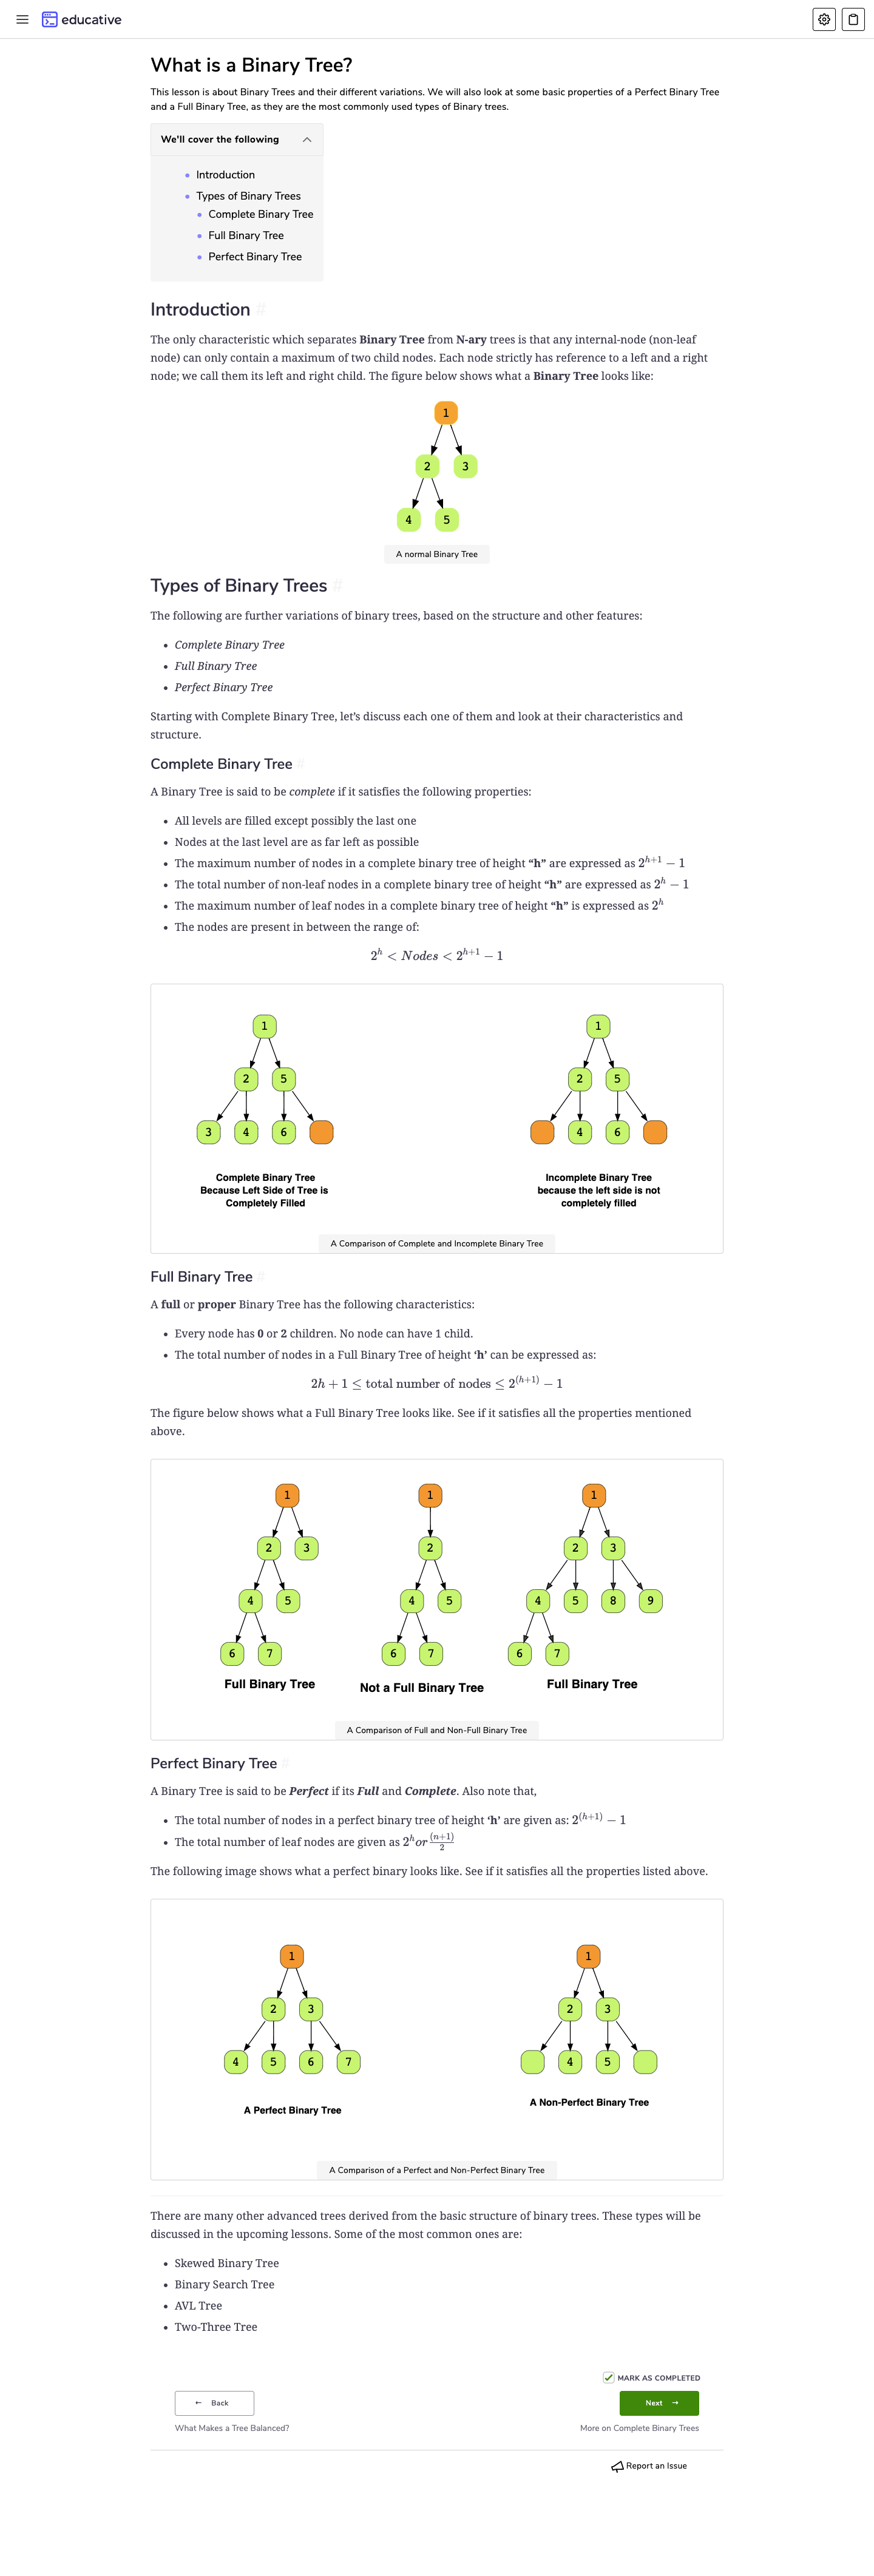 educative
What is a Binary Tree?
This lesson is about Binary Trees and their different variations. We will also look at some basic properties of a Perfect Binary Tree
and a Full Binary Tree, as they are the most commonly used types of Binary trees.
We'll cover the following
Introduction
Types of Binary Trees
Complete Binary Tree
Full Binary Tree
Perfect Binary Tree
Introduction #
The only characteristic which separates Binary Tree from N-ary trees is that any internal-node (non-leaf
node) can only contain a maximum of two child nodes. Each node strictly has reference to a left and a right
node; we call them its left and right child. The figure below shows what a Binary Tree looks like:
1
2 3
4 5
A normal Binary Tree
Types of Binary Trees #
The following are further variations of binary trees, based on the structure and other features:
• Complete Binary Tree
• Full Binary Tree
• Perfect Binary Tree
Starting with Complete Binary Tree, let's discuss each one of them and look at their characteristics and
structure.
Complete Binary Tree #
A Binary Tree is said to be complete if it satisfies the following properties:
• All levels are filled except possibly the last one
• Nodes at the last level are as far left as possible
• The maximum number of nodes in a complete binary tree of height “h” are expressed as 2^{h+1} − 1
• The total number of non-leaf nodes in a complete binary tree of height “h” are expressed as 2^h − 1
• The maximum number of leaf nodes in a complete binary tree of height “h” is expressed as 2^h
• The nodes are present in between the range of:
2^h < Nodes < 2^{h+1} − 1
1 1
2 5 2 5
3 4 6 4 6
Complete Binary Tree
Because Left Side of Tree is
Completely Filled
Incomplete Binary Tree
because the left side is not
completely filled
A Comparison of Complete and Incomplete Binary Tree
Full Binary Tree #
A full or proper Binary Tree has the following characteristics:
• Every node has 0 or 2 children. No node can have 1 child.
• The total number of nodes in a Full Binary Tree of height ‘h’ can be expressed as:
2h + 1 ≤ total number of nodes ≤ 2^{(h+1)} − 1
The figure below shows what a Full Binary Tree looks like. See if it satisfies all the properties mentioned
above.
1 1 1
2 3 2 2 3
4 5 4 5 4 5 8 9
6 7 6 7 6 7
Full Binary Tree
Not a Full Binary Tree
Full Binary Tree
A Comparison of Full and Non-Full Binary Tree
Perfect Binary Tree #
A Binary Tree is said to be Perfect if its Full and Complete. Also note that,
• The total number of nodes in a perfect binary tree of height ‘h’ are given as: 2^{(h+1)} − 1
• The total number of leaf nodes are given as 2^h or (n+1)/2
The following image shows what a perfect binary looks like. See if it satisfies all the properties listed above.
1 1
2 3 2 3
4 5 6 7 4 5
A Perfect Binary Tree
A Non-Perfect Binary Tree
A Comparison of a Perfect and Non-Perfect Binary Tree
There are many other advanced trees derived from the basic structure of binary trees. These types will be
discussed in the upcoming lessons. Some of the most common ones are:
• Skewed Binary Tree
• Binary Search Tree
• AVL Tree
• Two-Three Tree
MARK AS COMPLETED
← Back
Next →
What Makes a Tree Balanced?
More on Complete Binary Trees
Report an Issue